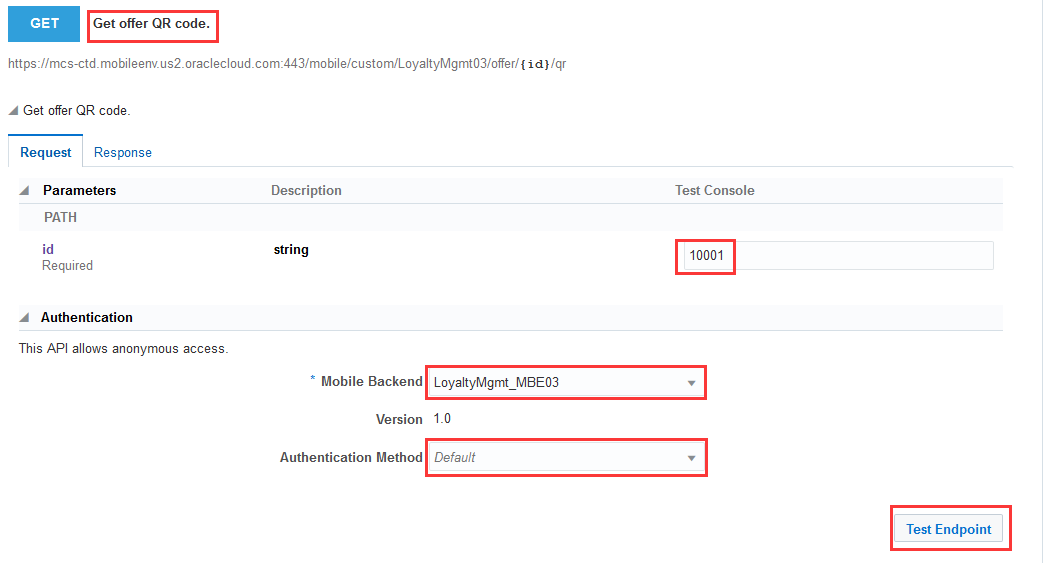 GET Get offer QR code.
https://mcs-ctd.mobileenv.us2.oraclecloud.com:443/mobile/custom/LoyaltyMgmt03/offer/{id}/qr
Get offer QR code.
Request Response
Parameters Description Test Console
PATH
id string 10001
Required
Authentication
This API allows anonymous access.
* Mobile Backend LoyaltyMgmt_MBE03
Version 1.0
Authentication Method Default
Test Endpoint